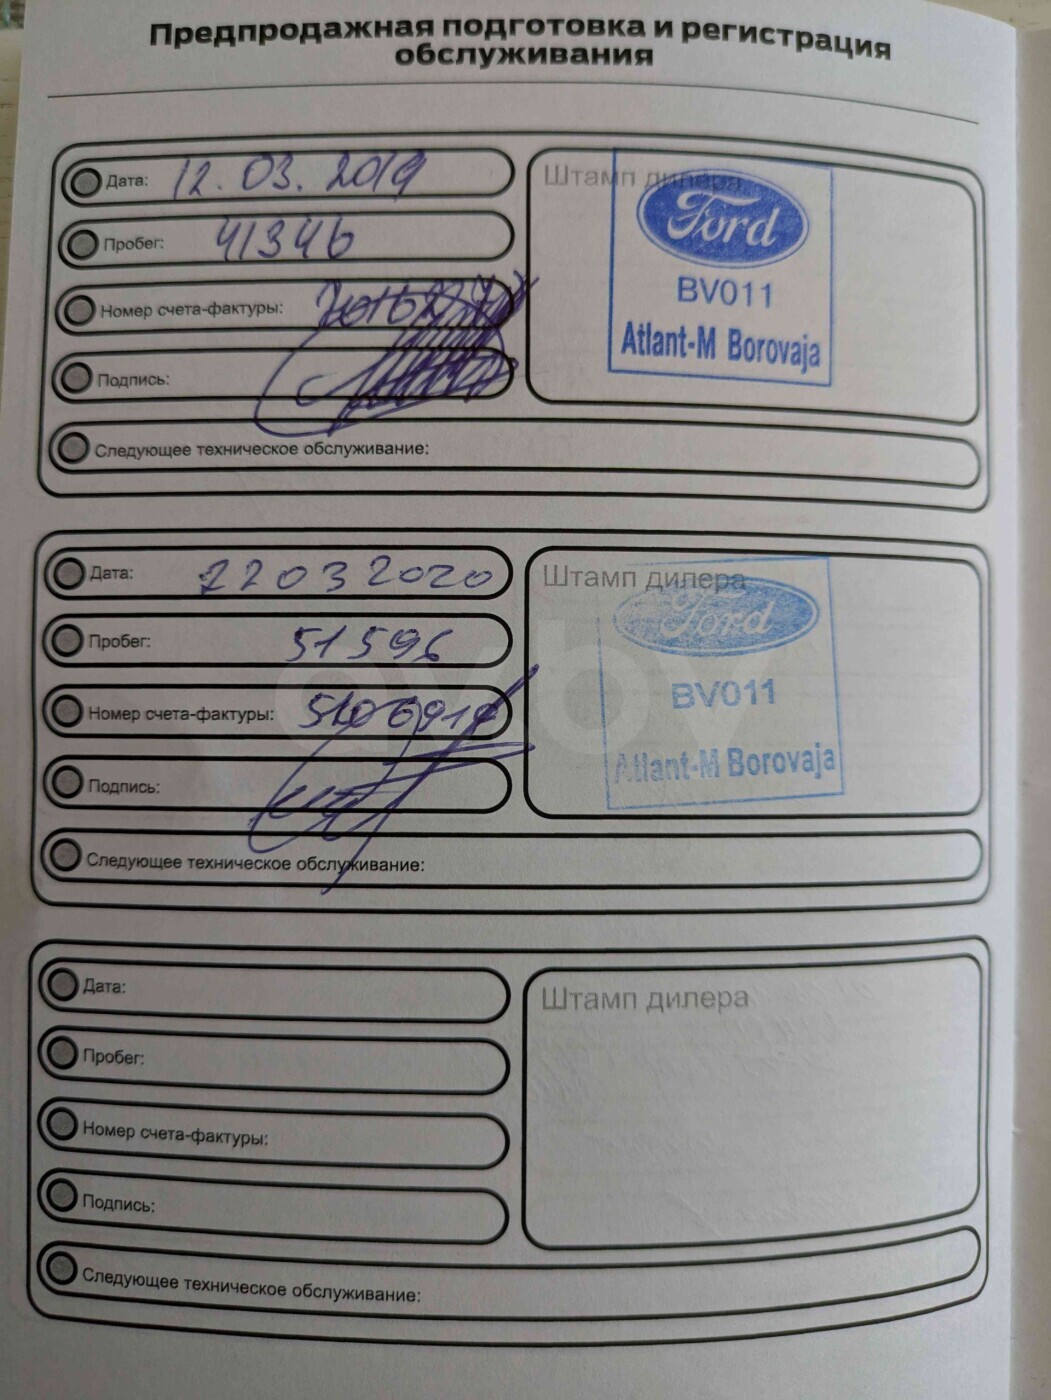 Предпродажная подготовка и регистрация
обслуживания
Дата: 12.03.2019
Пробег: 41346
Номер счета-фактуры:
Подпись:
Следующее техническое обслуживание:
Штамп дилера
Ford
BV011
Atlant-M Borovaja
Дата: 22032020
Пробег: 51596
Номер счета-фактуры:
Подпись:
Следующее техническое обслуживание:
Штамп дилера
Ford
BV011
Atlant-M Borovaja
av.by
Дата:
Пробег:
Номер счета-фактуры:
Подпись:
Следующее техническое обслуживание:
Штамп дилера